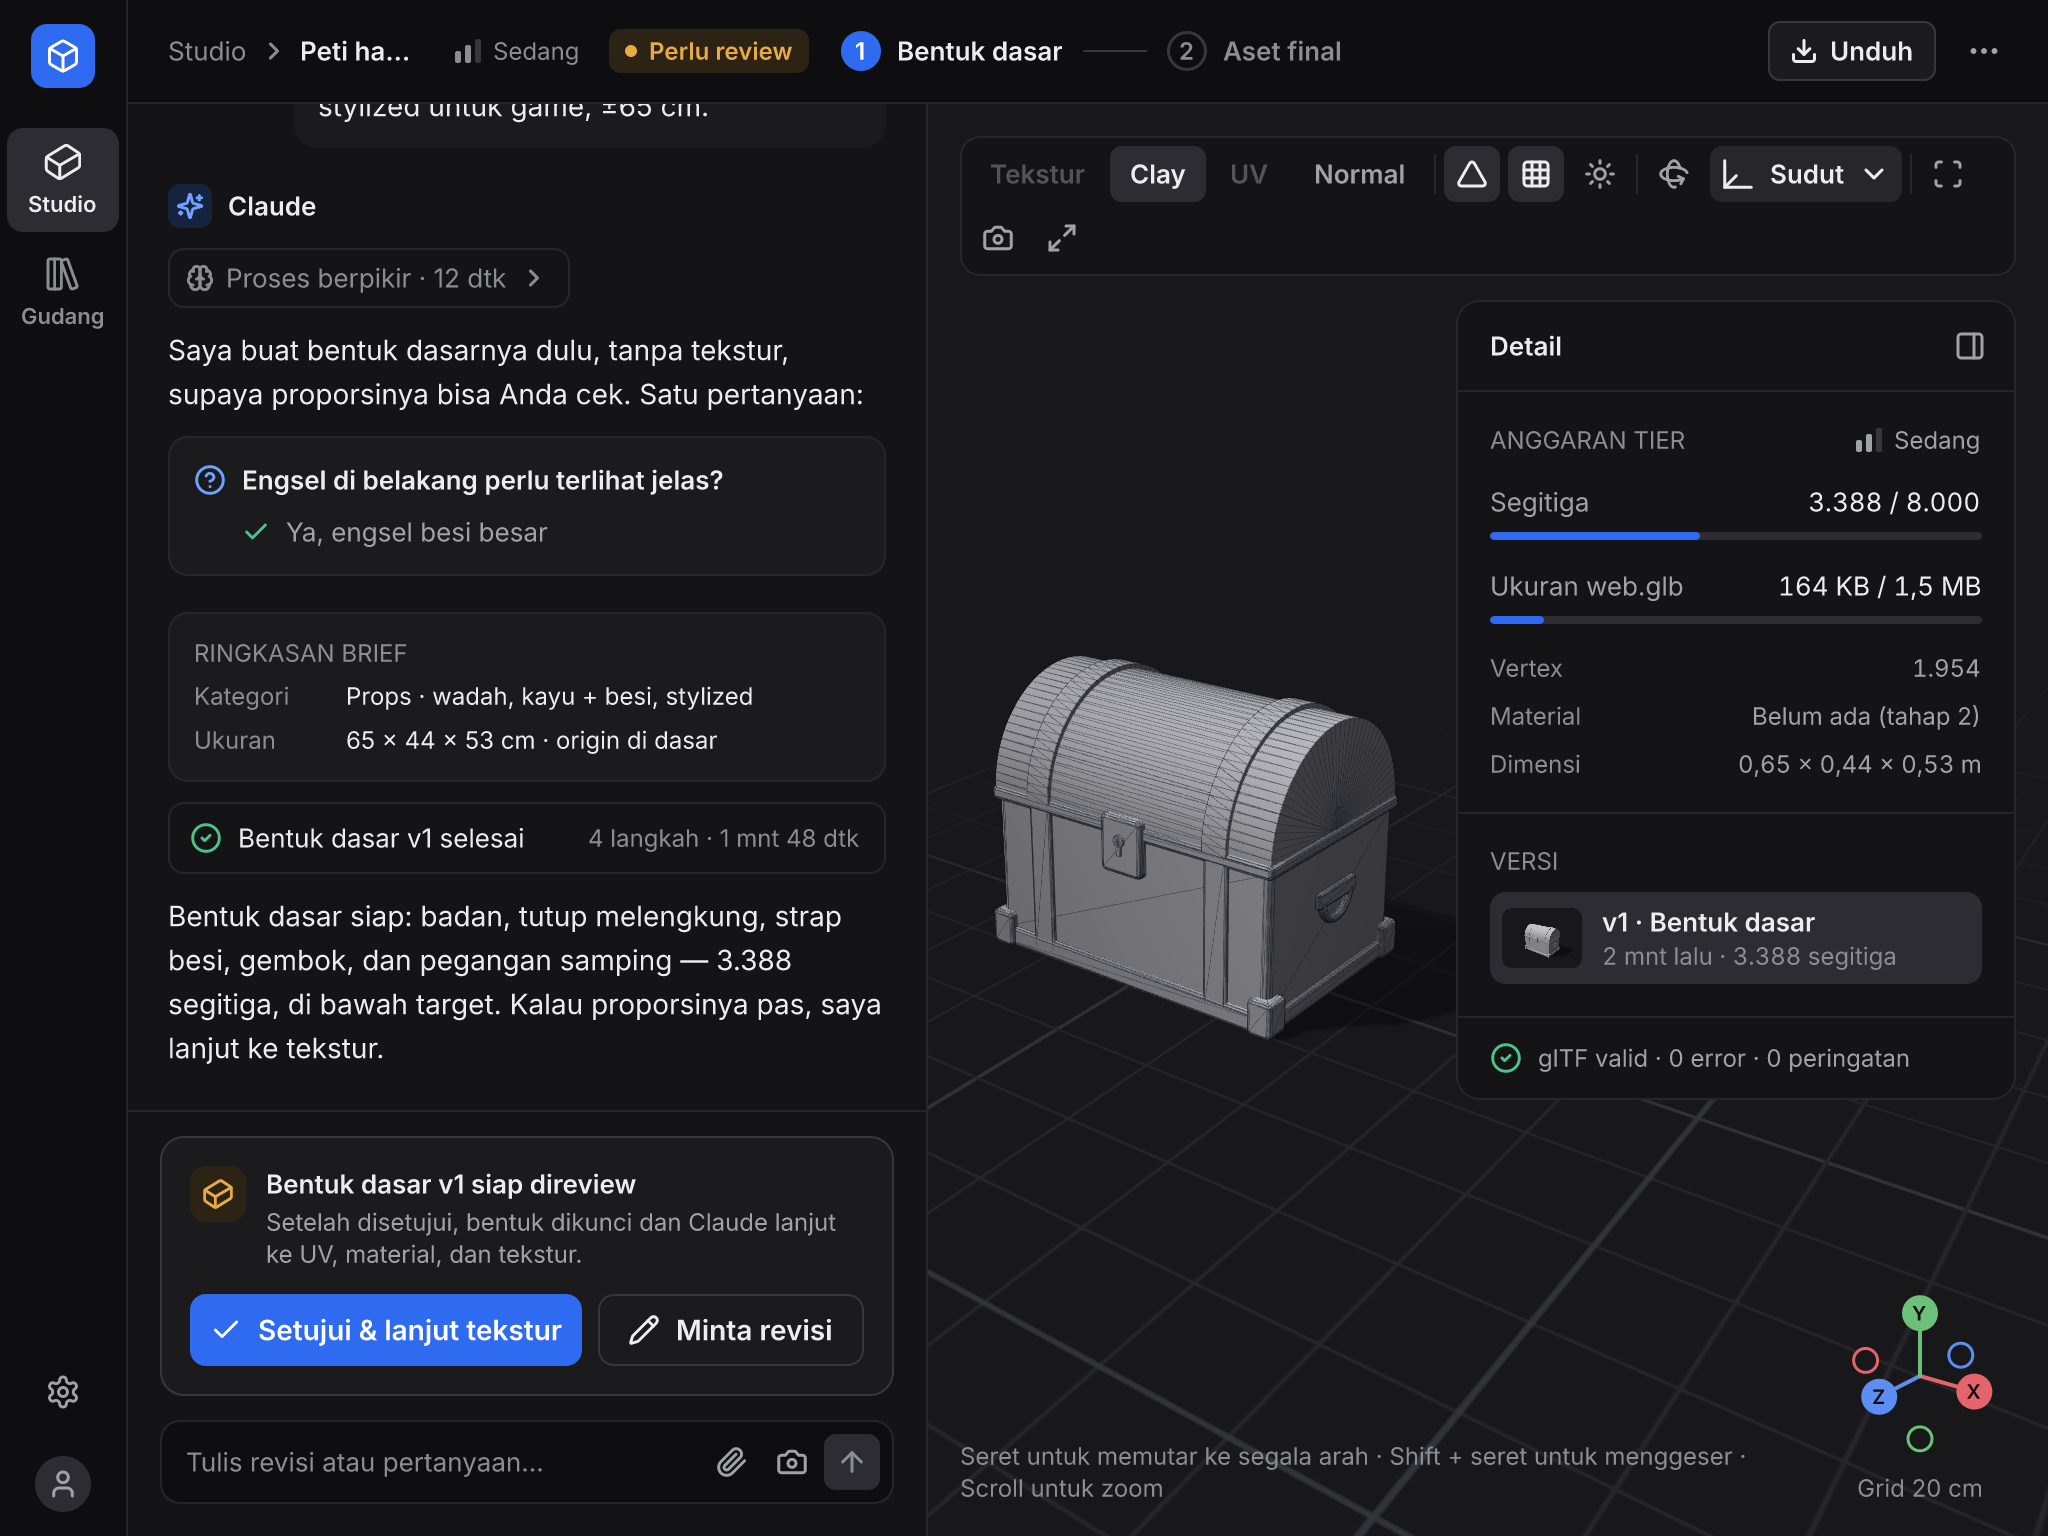 Studio
Peti ha...
Sedang
Perlu review
1
Bentuk dasar
2
Aset final
Unduh
Studio
Gudang
stylized untuk game, ±65 cm.
Claude
Proses berpikir · 12 dtk
Saya buat bentuk dasarnya dulu, tanpa tekstur,
supaya proporsinya bisa Anda cek. Satu pertanyaan:
Engsel di belakang perlu terlihat jelas?
Ya, engsel besi besar
RINGKASAN BRIEF
Kategori Props · wadah, kayu + besi, stylized
Ukuran 65 × 44 × 53 cm · origin di dasar
Bentuk dasar v1 selesai 4 langkah · 1 mnt 48 dtk
Bentuk dasar siap: badan, tutup melengkung, strap
besi, gembok, dan pegangan samping — 3.388
segitiga, di bawah target. Kalau proporsinya pas, saya
lanjut ke tekstur.
Bentuk dasar v1 siap direview
Setelah disetujui, bentuk dikunci dan Claude lanjut
ke UV, material, dan tekstur.
Setujui & lanjut tekstur
Minta revisi
Tulis revisi atau pertanyaan...
Tekstur Clay UV Normal Sudut
Detail
ANGGARAN TIER Sedang
Segitiga 3.388 / 8.000
Ukuran web.glb 164 KB / 1,5 MB
Vertex 1.954
Material Belum ada (tahap 2)
Dimensi 0,65 × 0,44 × 0,53 m
VERSI
v1 · Bentuk dasar
2 mnt lalu · 3.388 segitiga
glTF valid · 0 error · 0 peringatan
Y
Z
X
Seret untuk memutar ke segala arah · Shift + seret untuk menggeser ·
Scroll untuk zoom
Grid 20 cm